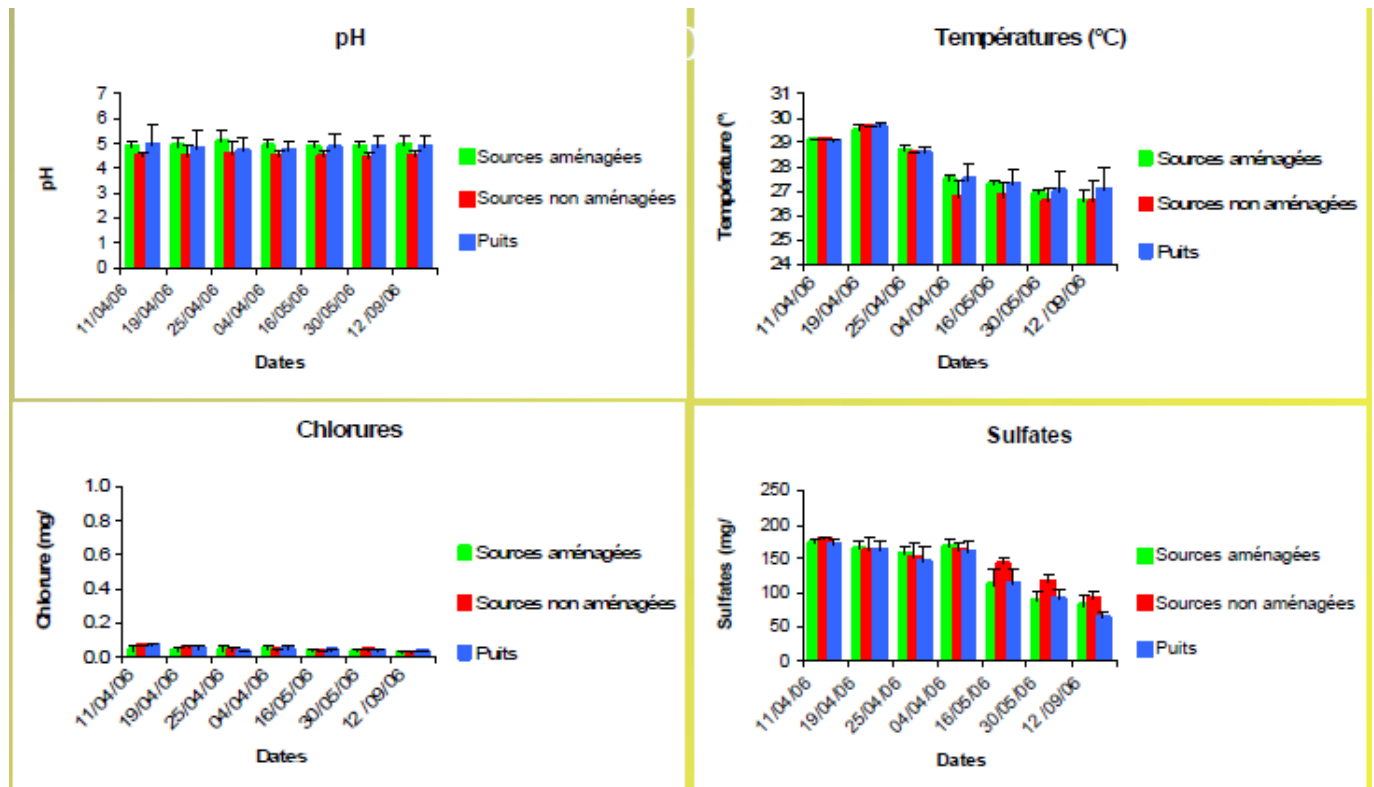 pH
7
6
5
4
3
2
1
0
pH
11/04/06
19/04/06
25/04/06
04/04/06
16/05/06
30/05/06
12 /09/06
Dates
Sources aménagées
Sources non aménagées
Puits
Températures (°C)
31
30
29
28
27
26
25
24
Température (°
11/04/06
19/04/06
25/04/06
04/04/06
16/05/06
30/05/06
12 /09/06
Dates
Sources aménagées
Sources non aménagées
Puits
Chlorures
1.0
0.8
0.6
0.4
0.2
0.0
Chlorure (mg/
11/04/06
19/04/06
25/04/06
04/04/06
16/05/06
30/05/06
12 /09/06
Dates
Sources aménagées
Sources non aménagées
Puits
Sulfates
250
200
150
100
50
0
Sulfates (mg/
11/04/06
19/04/06
25/04/06
04/04/06
16/05/06
30/05/06
12 /09/06
Dates
Sources aménagées
Sources non aménagées
Puits